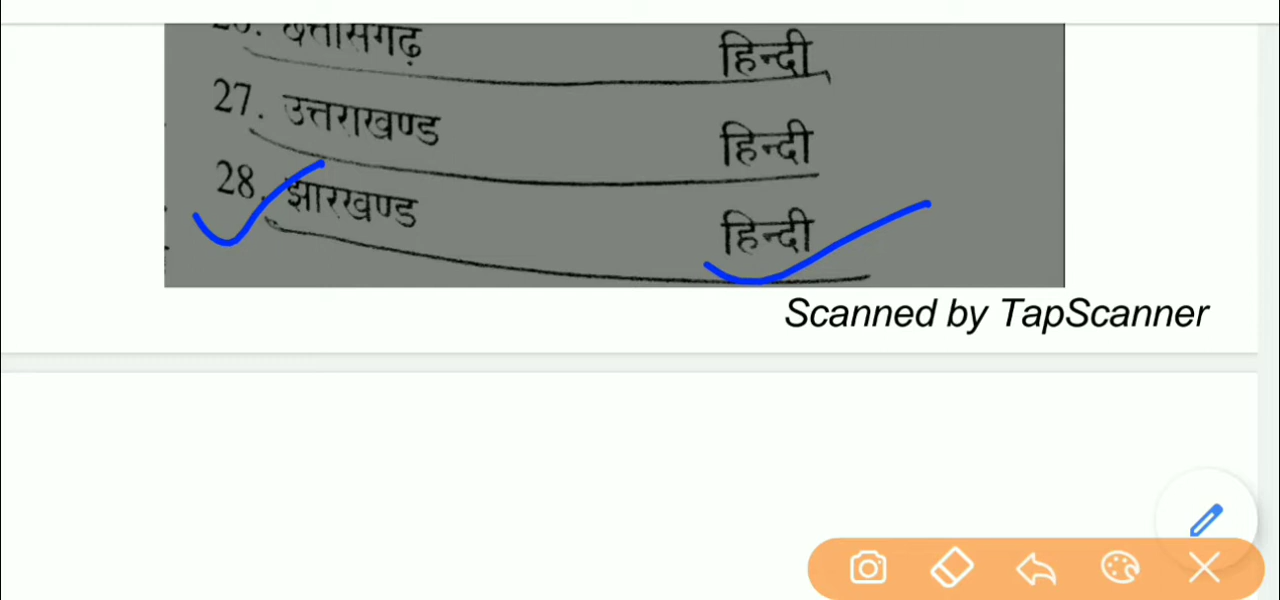 छत्तीसगढ़ हिन्दी
27. उत्तराखण्ड हिन्दी
28. झारखण्ड हिन्दी
Scanned by TapScanner